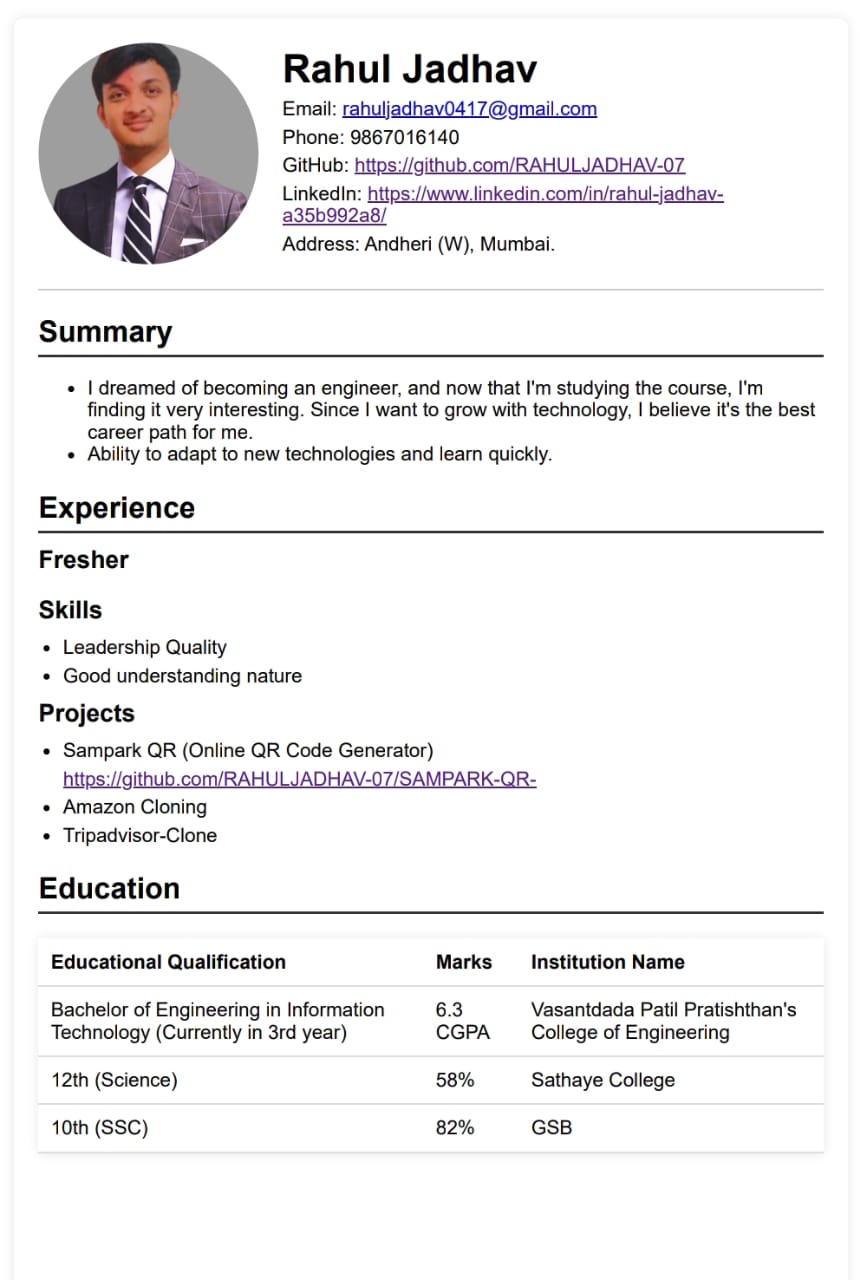 Rahul Jadhav
Email: rahuljadhav0417@gmail.com
Phone: 9867016140
GitHub: https://github.com/RAHULJADHAV-07
LinkedIn: https://www.linkedin.com/in/rahul-jadhav-
a35b992a8/
Address: Andheri (W), Mumbai.
Summary
• I dreamed of becoming an engineer, and now that I'm studying the course, I'm
finding it very interesting. Since I want to grow with technology, I believe it's the best
career path for me.
• Ability to adapt to new technologies and learn quickly.
Experience
Fresher
Skills
• Leadership Quality
• Good understanding nature
Projects
• Sampark QR (Online QR Code Generator)
https://github.com/RAHULJADHAV-07/SAMPARK-QR-
• Amazon Cloning
• Tripadvisor-Clone
Education
Educational Qualification Marks Institution Name
Bachelor of Engineering in Information 6.3 Vasantdada Patil Pratishthan's
Technology (Currently in 3rd year) CGPA College of Engineering
12th (Science) 58% Sathaye College
10th (SSC) 82% GSB